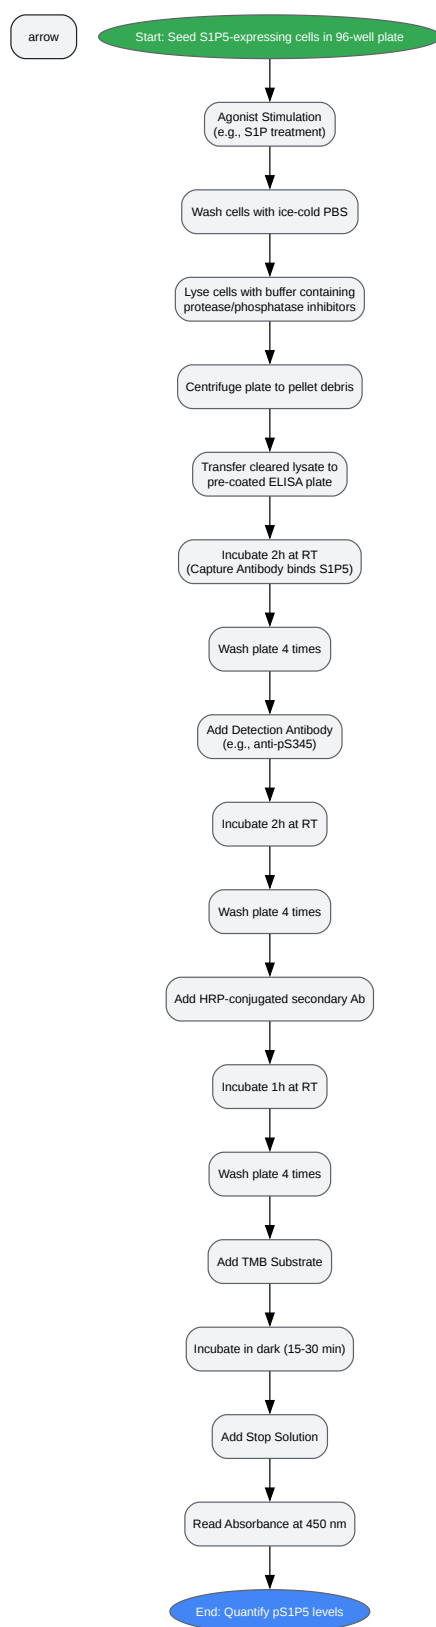 arrow
Start: Seed S1P5-expressing cells in 96-well plate
Agonist Stimulation
(e.g., S1P treatment)
Wash cells with ice-cold PBS
Lyse cells with buffer containing
protease/phosphatase inhibitors
Centrifuge plate to pellet debris
Transfer cleared lysate to
pre-coated ELISA plate
Incubate 2h at RT
(Capture Antibody binds S1P5)
Wash plate 4 times
Add Detection Antibody
(e.g., anti-pS345)
Incubate 2h at RT
Wash plate 4 times
Add HRP-conjugated secondary Ab
Incubate 1h at RT
Wash plate 4 times
Add TMB Substrate
Incubate in dark (15-30 min)
Add Stop Solution
Read Absorbance at 450 nm
End: Quantify pS1P5 levels